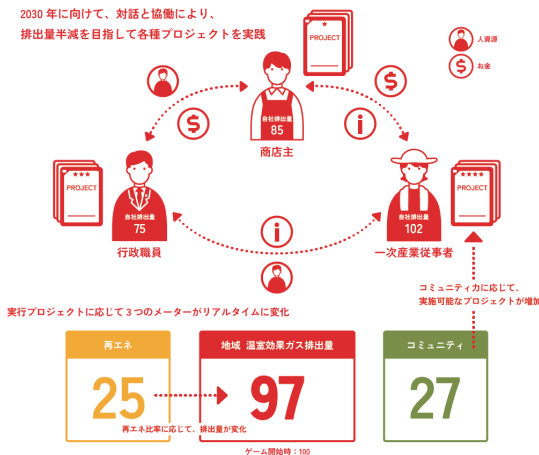 2030 年に向けて、対話と協働により、
排出量半減を目指して各種プロジェクトを実践
PROJECT
人資源
お金
自社排出量
85
商店主
PROJECT
自社排出量
75
行政職員
自社排出量
102
一次産業従事者
PROJECT
コミュニティ力に応じて、
実施可能なプロジェクトが増加
実行プロジェクトに応じて 3 つのメーターがリアルタイムに変化
再エネ
25
再エネ比率に応じて、排出量が変化
地域 温室効果ガス排出量
97
ゲーム開始時：100
コミュニティ
27